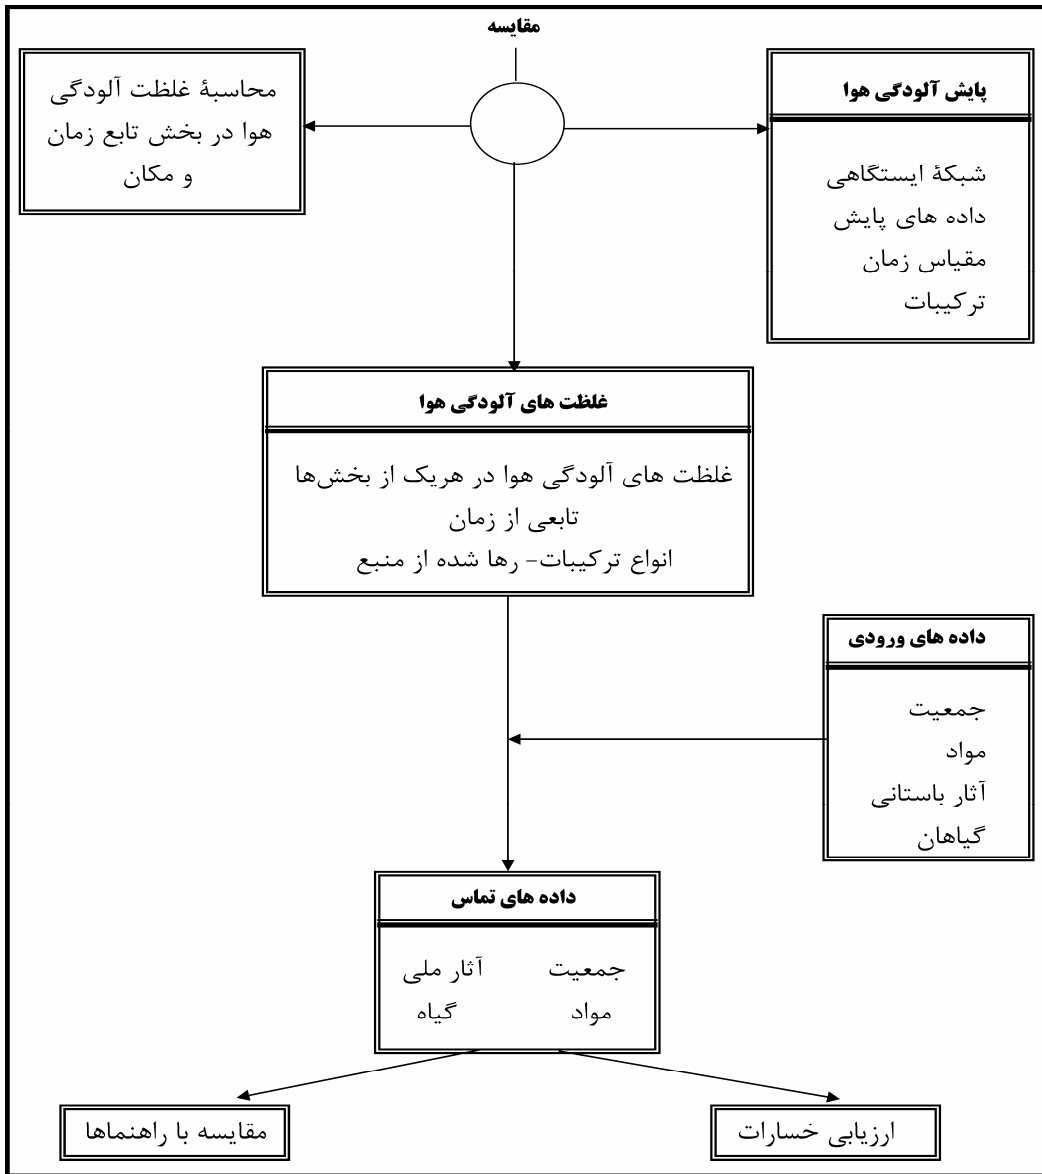 مقایسه
پایش آلودگی هوا
شبکهٔ ایستگاهی
داده های پایش
مقیاس زمان
ترکیبات
محاسبهٔ غلظت آلودگی
هوا در بخش تابع زمان
و مکان
غلظت های آلودگی هوا
غلظت های آلودگی هوا در هریک از بخش‌ها
تابعی از زمان
انواع ترکیبات- رها شده از منبع
داده های ورودی
جمعیت
مواد
آثار باستانی
گیاهان
داده های تماس
جمعیت آثار ملی
مواد گیاه
ارزیابی خسارات
مقایسه با راهنماها